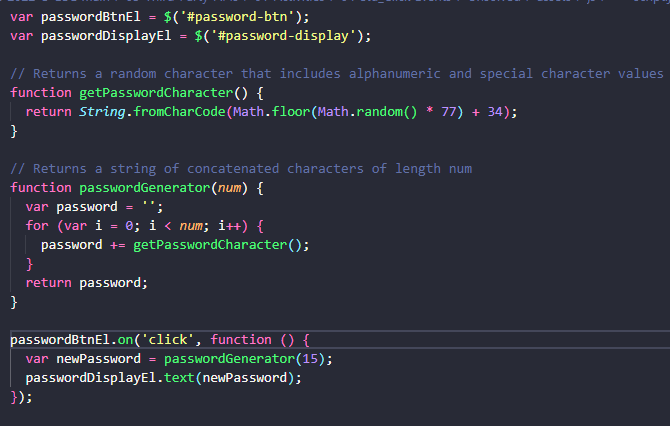 var passwordBtnEl = $('#password-btn');
var passwordDisplayEl = $('#password-display');
// Returns a random character that includes alphanumeric and special character values
function getPasswordCharacter() {
return String.fromCharCode(Math.floor(Math.random() * 77) + 34);
}
// Returns a string of concatenated characters of length num
function passwordGenerator(num) {
var password = '';
for (var i = 0; i < num; i++) {
password += getPasswordCharacter();
}
return password;
}
passwordBtnEl.on('click', function () {
var newPassword = passwordGenerator(15);
passwordDisplayEl.text(newPassword);
});